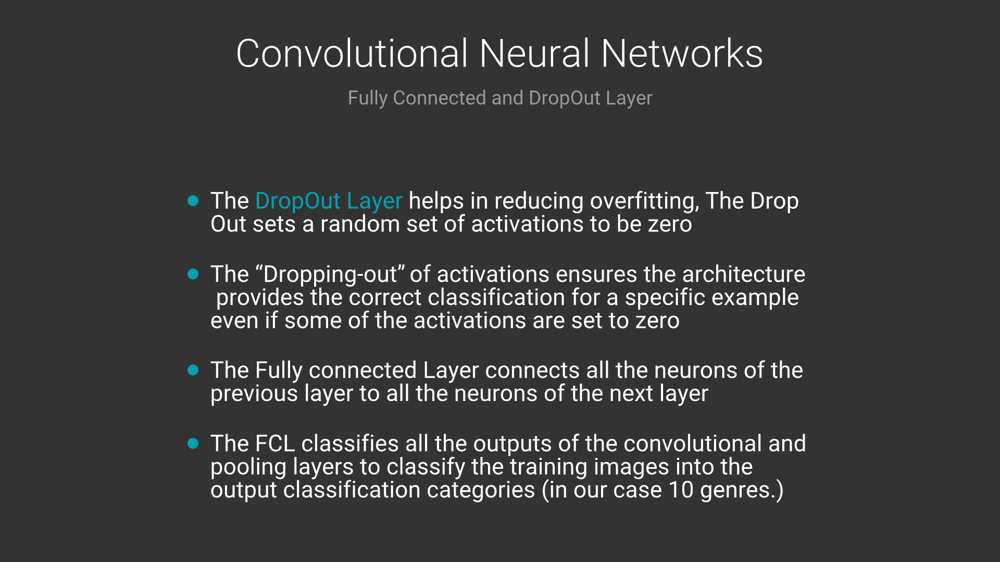 Convolutional Neural Networks
Fully Connected and DropOut Layer
The DropOut Layer helps in reducing overfitting, The Drop
Out sets a random set of activations to be zero
The “Dropping-out” of activations ensures the architecture
provides the correct classification for a specific example
even if some of the activations are set to zero
The Fully connected Layer connects all the neurons of the
previous layer to all the neurons of the next layer
The FCL classifies all the outputs of the convolutional and
pooling layers to classify the training images into the
output classification categories (in our case 10 genres.)